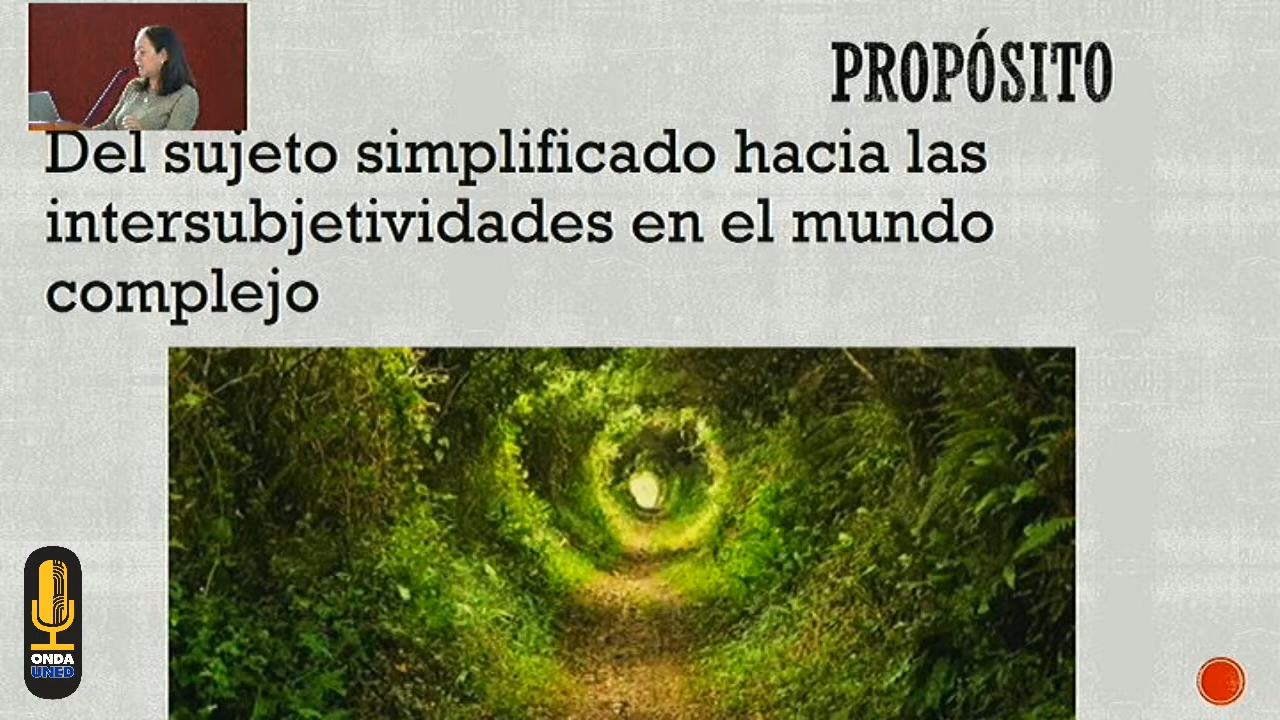 PROPÓSITO
Del sujeto simplificado hacia las
intersubjetividades en el mundo
complejo
ONDA
UNED